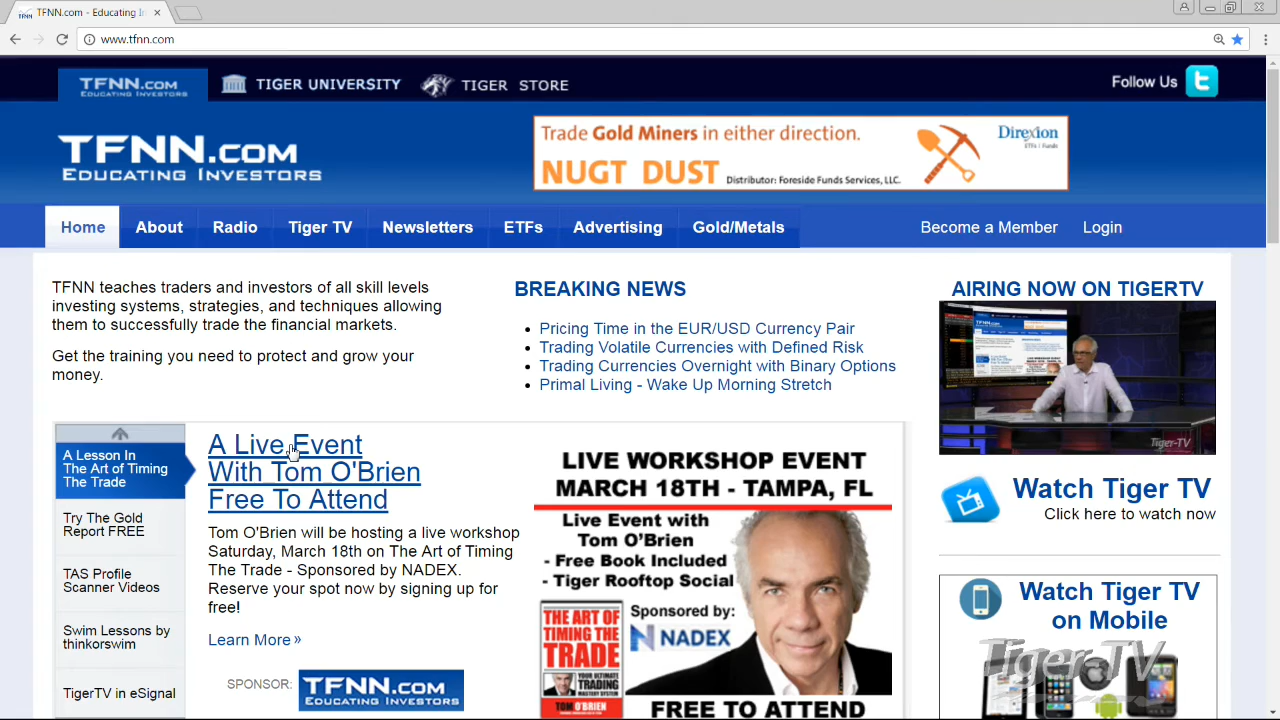 TFNN.com - Educating In
www.tfnn.com
TFNN.COM
EDUCATING INVESTORS
TIGER UNIVERSITY
TIGER STORE
Follow Us
TFNN.COM
EDUCATING INVESTORS
Trade Gold Miners in either direction.
NUGT DUST
Distributor: Foreside Funds Services, LLC.
Direxion
ETFs | Funds
Home
About
Radio
Tiger TV
Newsletters
ETFs
Advertising
Gold/Metals
Become a Member
Login
TFNN teaches traders and investors of all skill levels
investing systems, strategies, and techniques allowing
them to successfully trade the financial markets.
Get the training you need to protect and grow your
money.
BREAKING NEWS
Pricing Time in the EUR/USD Currency Pair
Trading Volatile Currencies with Defined Risk
Trading Currencies Overnight with Binary Options
Primal Living - Wake Up Morning Stretch
AIRING NOW ON TIGERTV
Tiger-TV
Watch Tiger TV
Click here to watch now
Watch Tiger TV
on Mobile
Tiger-TV
A Lesson In
The Art of Timing
The Trade
Try The Gold
Report FREE
TAS Profile
Scanner Videos
Swim Lessons by
thinkorswim
TigerTV in eSignal
A Live Event
With Tom O'Brien
Free To Attend
Tom O'Brien will be hosting a live workshop
Saturday, March 18th on The Art of Timing
The Trade - Sponsored by NADEX.
Reserve your spot now by signing up for
free!
Learn More »
SPONSOR:
TFNN.COM
EDUCATING INVESTORS
LIVE WORKSHOP EVENT
MARCH 18TH - TAMPA, FL
Live Event with
Tom O'Brien
- Free Book Included
- Tiger Rooftop Social
Sponsored by:
NADEX
THE ART OF
TIMING THE
TRADE
YOUR ULTIMATE
TRADING
MASTERY SYSTEM
TOM O'BRIEN
FREE TO ATTEND